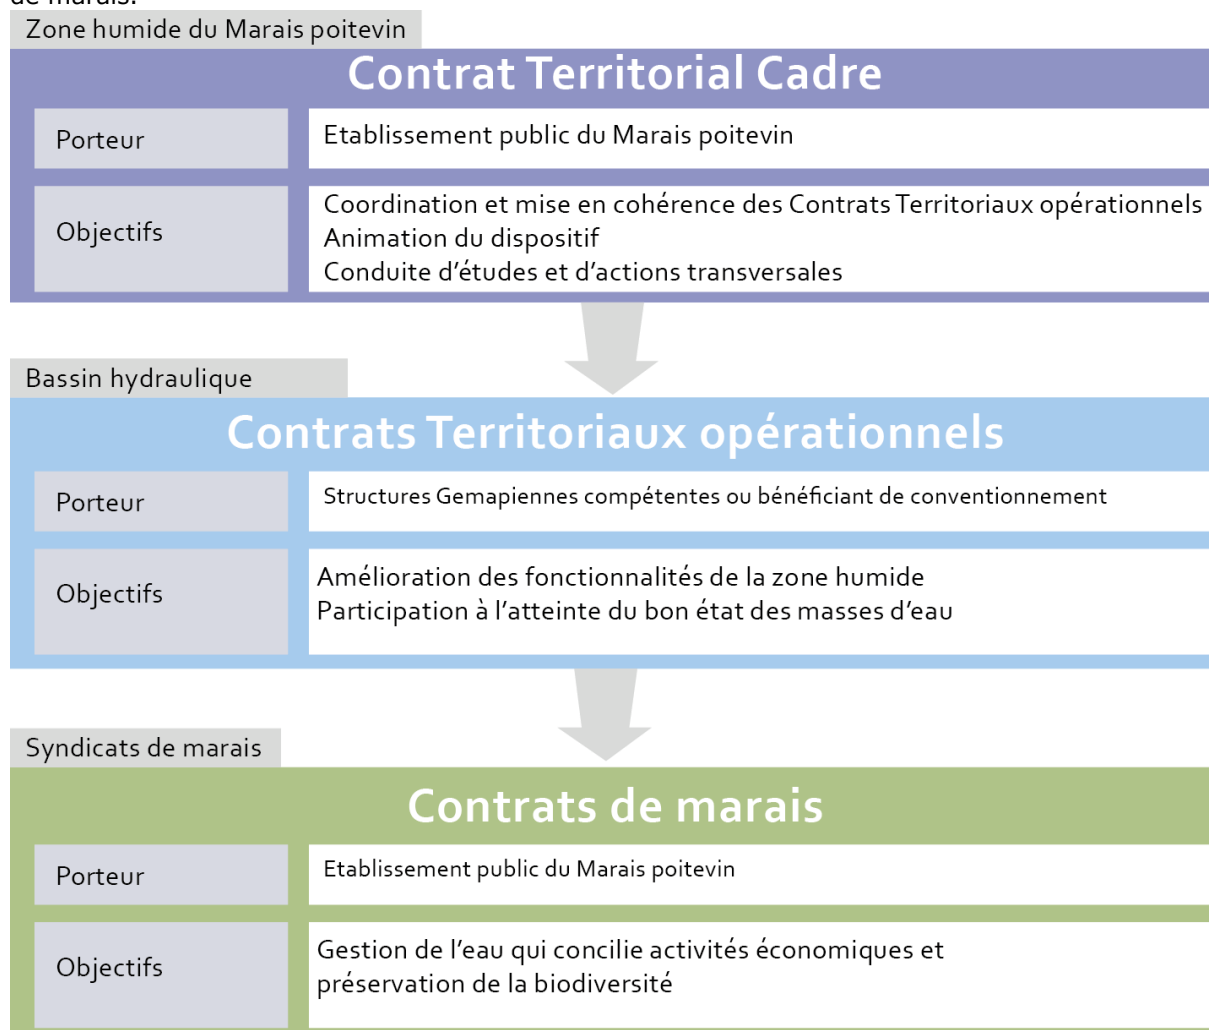 de marais.
Zone humide du Marais poitevin
Contrat Territorial Cadre
Porteur
Etablissement public du Marais poitevin
Objectifs
Coordination et mise en cohérence des Contrats Territoriaux opérationnels
Animation du dispositif
Conduite d’études et d’actions transversales
Bassin hydraulique
Contrats Territoriaux opérationnels
Porteur
Structures Gemapiennes compétentes ou bénéficiant de conventionnement
Objectifs
Amélioration des fonctionnalités de la zone humide
Participation à l’atteinte du bon état des masses d’eau
Syndicats de marais
Contrats de marais
Porteur
Etablissement public du Marais poitevin
Objectifs
Gestion de l’eau qui concilie activités économiques et
préservation de la biodiversité